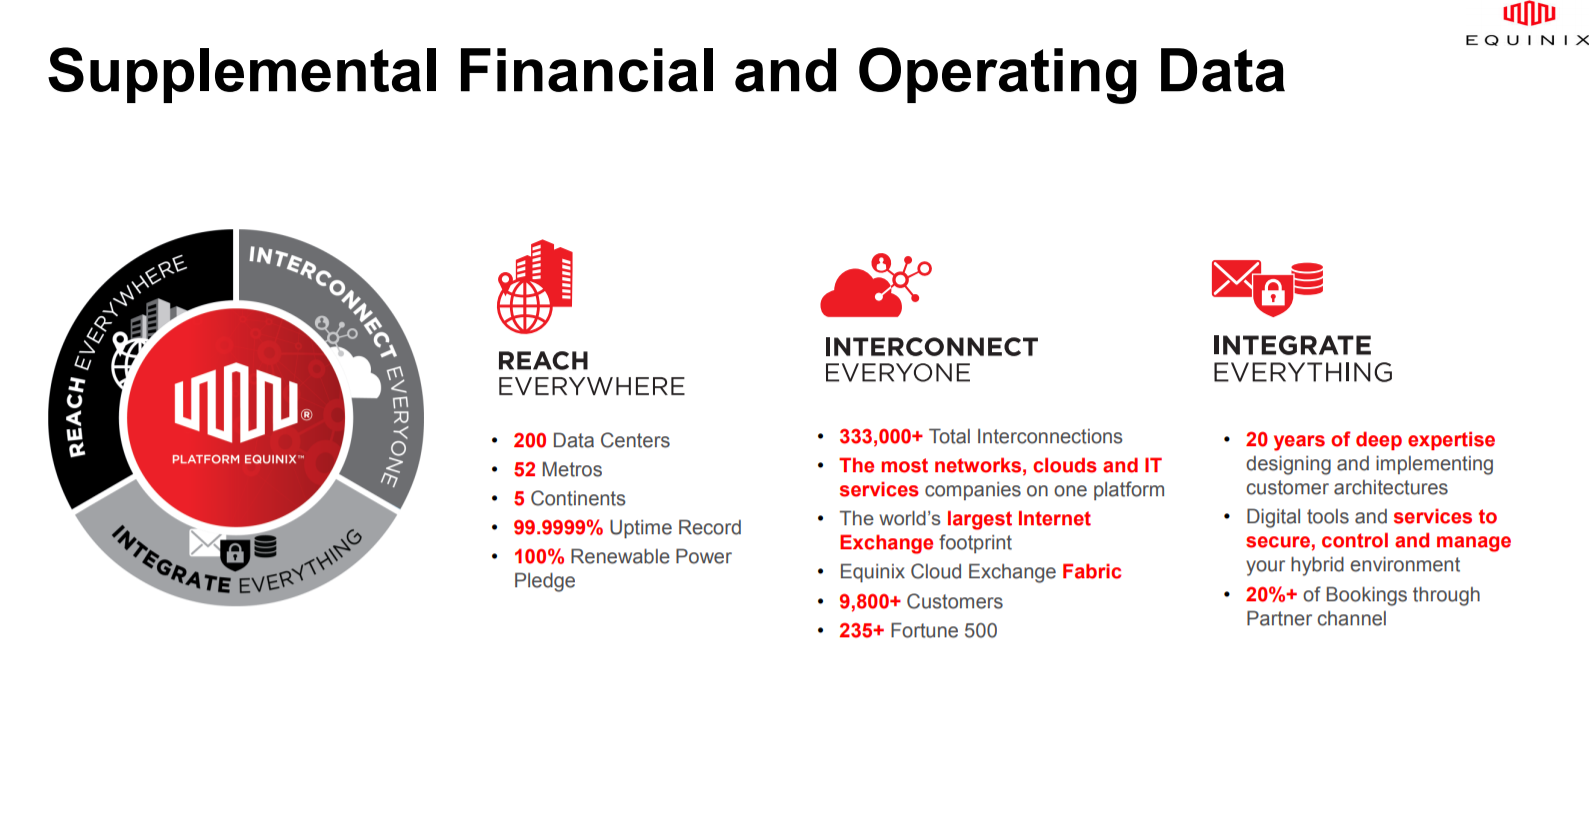 EQUINIX
Supplemental Financial and Operating Data
REACH EVERYWHERE
INTERCONNECT EVERYONE
INTEGRATE EVERYTHING
®
PLATFORM EQUINIX™
REACH
EVERYWHERE
• 200 Data Centers
• 52 Metros
• 5 Continents
• 99.9999% Uptime Record
• 100% Renewable Power
Pledge
INTERCONNECT
EVERYONE
• 333,000+ Total Interconnections
• The most networks, clouds and IT
services companies on one platform
• The world's largest Internet
Exchange footprint
• Equinix Cloud Exchange Fabric
• 9,800+ Customers
• 235+ Fortune 500
INTEGRATE
EVERYTHING
• 20 years of deep expertise
designing and implementing
customer architectures
• Digital tools and services to
secure, control and manage
your hybrid environment
• 20%+ of Bookings through
Partner channel